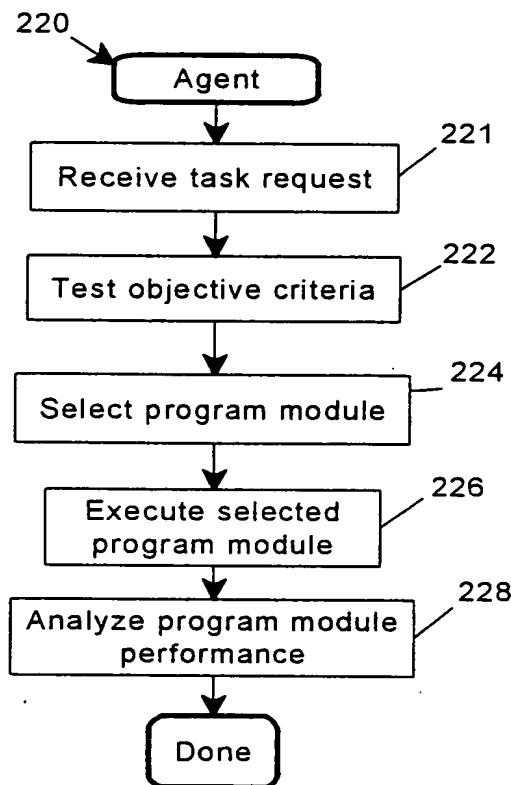 220
Agent
221
Receive task request
222
Test objective criteria
224
Select program module
226
Execute selected
program module
228
Analyze program module
performance
Done